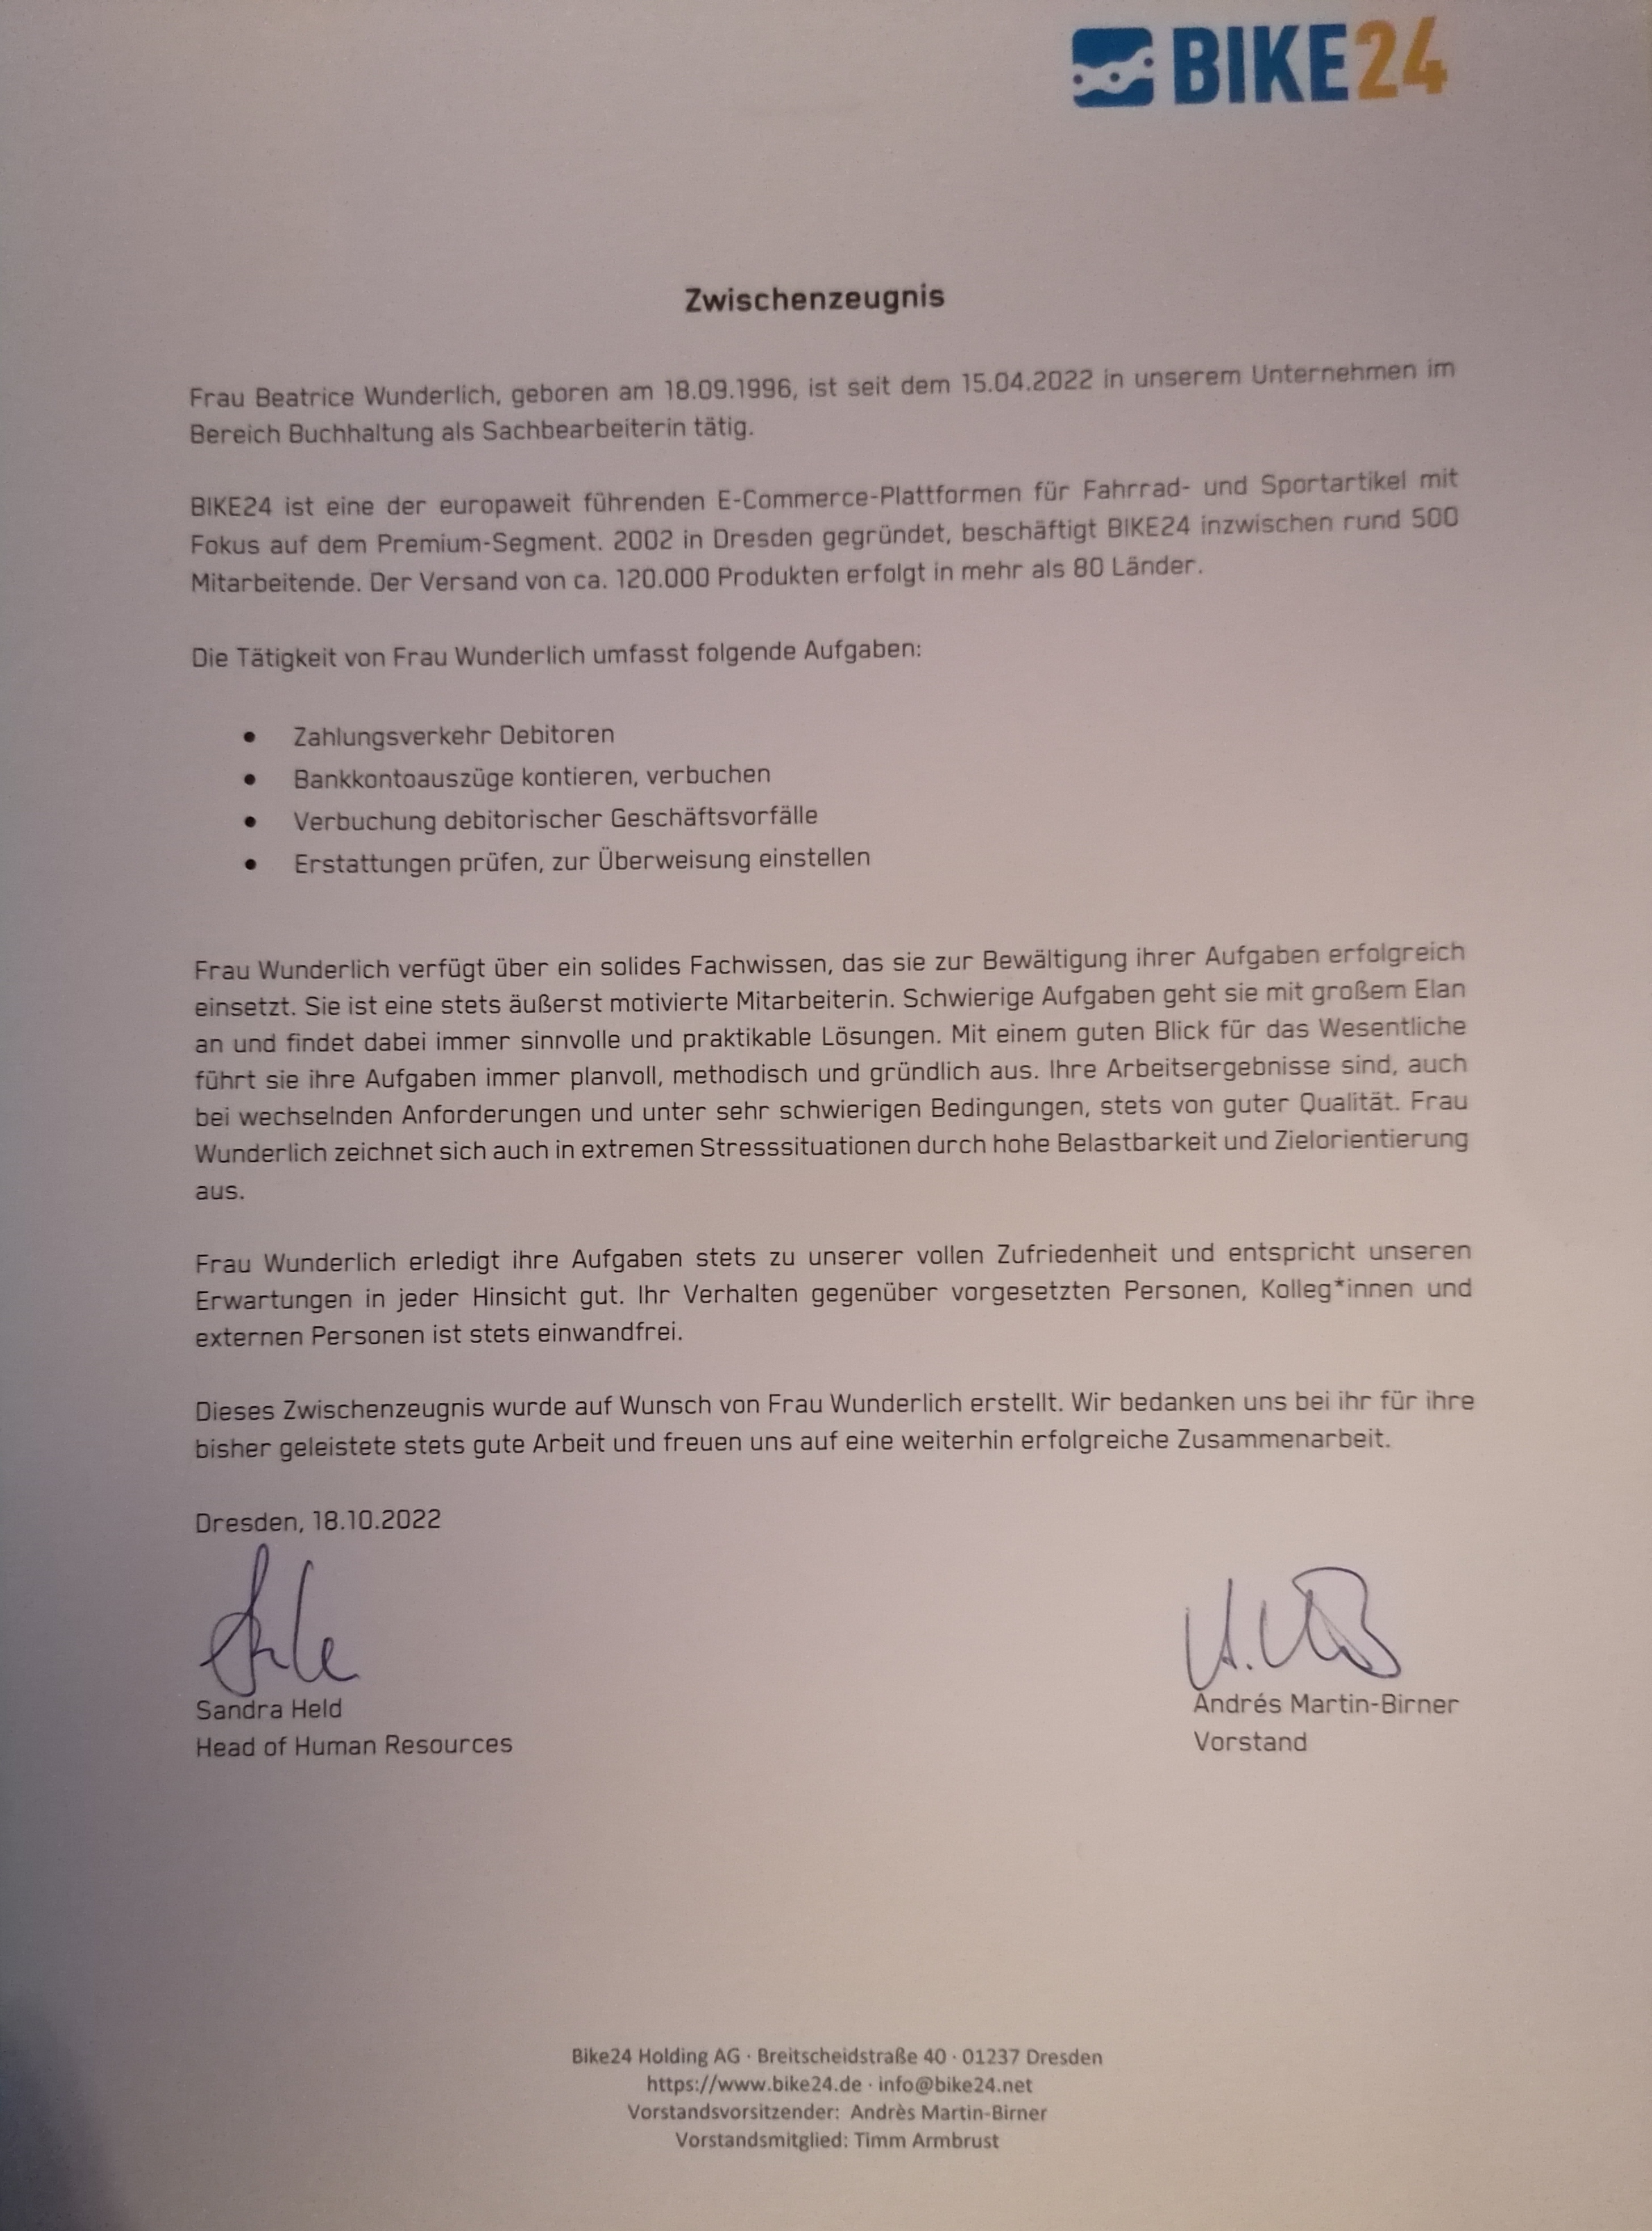 BIKE24
Zwischenzeugnis
Frau Beatrice Wunderlich, geboren am 18.09.1996, ist seit dem 15.04.2022 in unserem Unternehmen im
Bereich Buchhaltung als Sachbearbeiterin tätig.
BIKE24 ist eine der europaweit führenden E-Commerce-Plattformen für Fahrrad- und Sportartikel mit
Fokus auf dem Premium-Segment. 2002 in Dresden gegründet, beschäftigt BIKE24 inzwischen rund 500
Mitarbeitende. Der Versand von ca. 120.000 Produkten erfolgt in mehr als 80 Länder.
Die Tätigkeit von Frau Wunderlich umfasst folgende Aufgaben:
• Zahlungsverkehr Debitoren
• Bankkontoauszüge kontieren, verbuchen
• Verbuchung debitorischer Geschäftsvorfälle
• Erstattungen prüfen, zur Überweisung einstellen
Frau Wunderlich verfügt über ein solides Fachwissen, das sie zur Bewältigung ihrer Aufgaben erfolgreich
einsetzt. Sie ist eine stets äußerst motivierte Mitarbeiterin. Schwierige Aufgaben geht sie mit großem Elan
an und findet dabei immer sinnvolle und praktikable Lösungen. Mit einem guten Blick für das Wesentliche
führt sie ihre Aufgaben immer planvoll, methodisch und gründlich aus. Ihre Arbeitsergebnisse sind, auch
bei wechselnden Anforderungen und unter sehr schwierigen Bedingungen, stets von guter Qualität. Frau
Wunderlich zeichnet sich auch in extremen Stresssituationen durch hohe Belastbarkeit und Zielorientierung
aus.
Frau Wunderlich erledigt ihre Aufgaben stets zu unserer vollen Zufriedenheit und entspricht unseren
Erwartungen in jeder Hinsicht gut. Ihr Verhalten gegenüber vorgesetzten Personen, Kolleg*innen und
externen Personen ist stets einwandfrei.
Dieses Zwischenzeugnis wurde auf Wunsch von Frau Wunderlich erstellt. Wir bedanken uns bei ihr für ihre
bisher geleistete stets gute Arbeit und freuen uns auf eine weiterhin erfolgreiche Zusammenarbeit.
Dresden, 18.10.2022
Sandra Held
Head of Human Resources
Andrés Martin-Birner
Vorstand
Bike24 Holding AG · Breitscheidstraße 40 · 01237 Dresden
https://www.bike24.de · info@bike24.net
Vorstandsvorsitzender: Andrès Martin-Birner
Vorstandsmitglied: Timm Armbrust